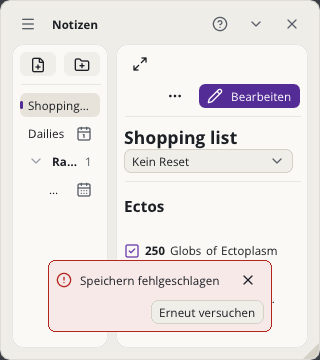 Notizen
Shopping...
Dailies
Ra... 1
...
...
Bearbeiten
Shopping list
Kein Reset
Ectos
250 Globs of Ectoplasm
Speichern fehlgeschlagen
Erneut versuchen